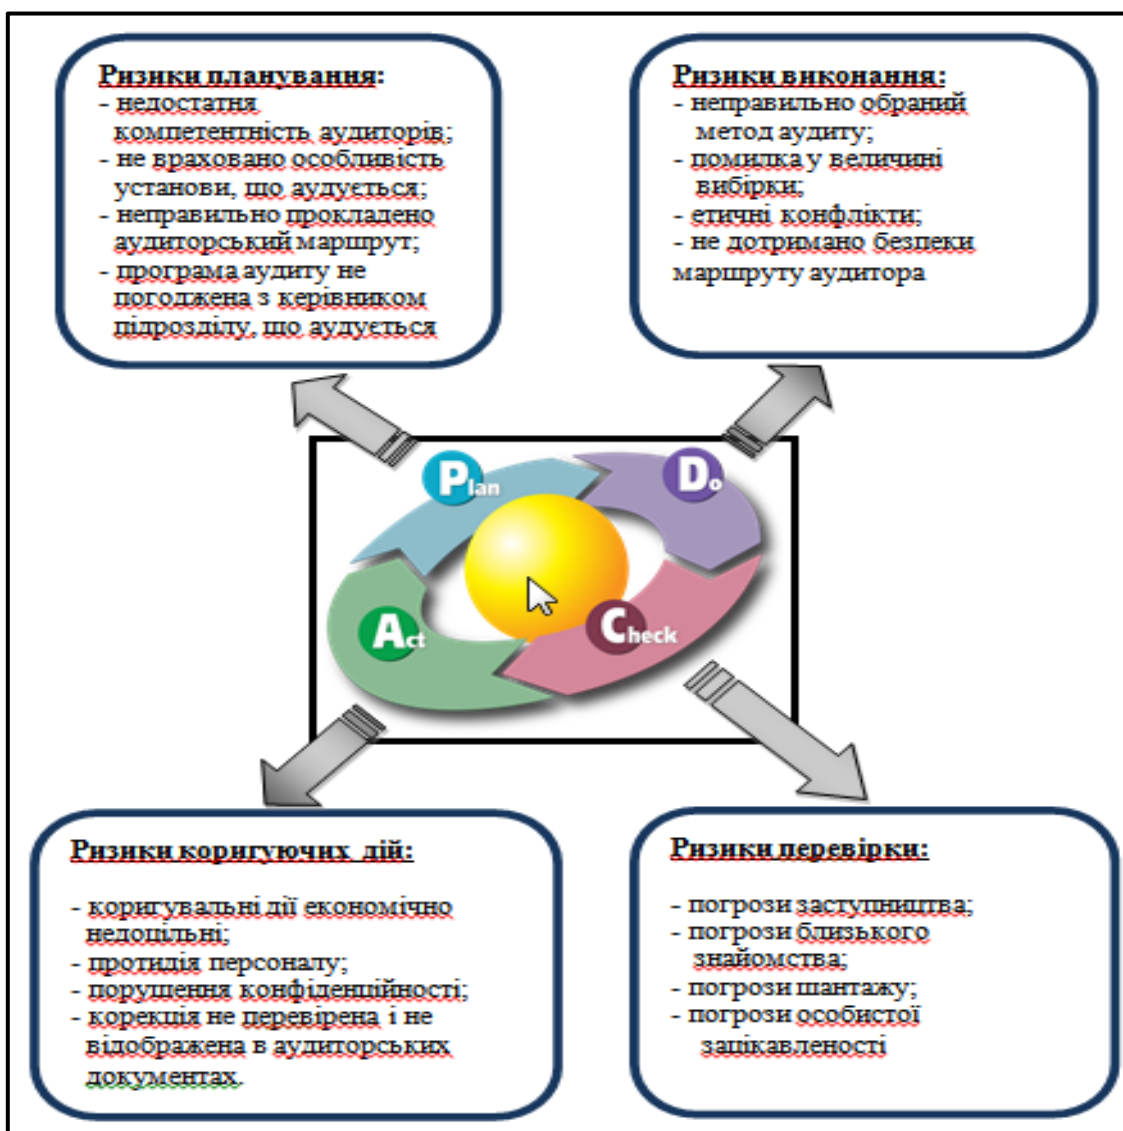 Ризики планування:
- недостатня
компетентність аудиторів;
- не враховано особливість
установи, що аудується;
- неправильно прокладено
аудиторський маршрут;
- програма аудиту не
погоджена з керівником
підрозділу, що аудується
Ризики виконання:
- неправильно обраний
метод аудиту;
- помилка у величині
вибірки;
- етичні конфлікти;
- не дотримано безпеки
маршруту аудитора
Plan
Do
Act
Check
Ризики коригуючих дій:
- коригувальні дії економічно
недоцільні;
- протидія персоналу;
- порушення конфіденційності;
- корекція не перевірена і не
відображена в аудиторських
документах.
Ризики перевірки:
- погрози заступництва;
- погрози близького
знайомства;
- погрози шантажу;
- погрози особистої
зацікавленості